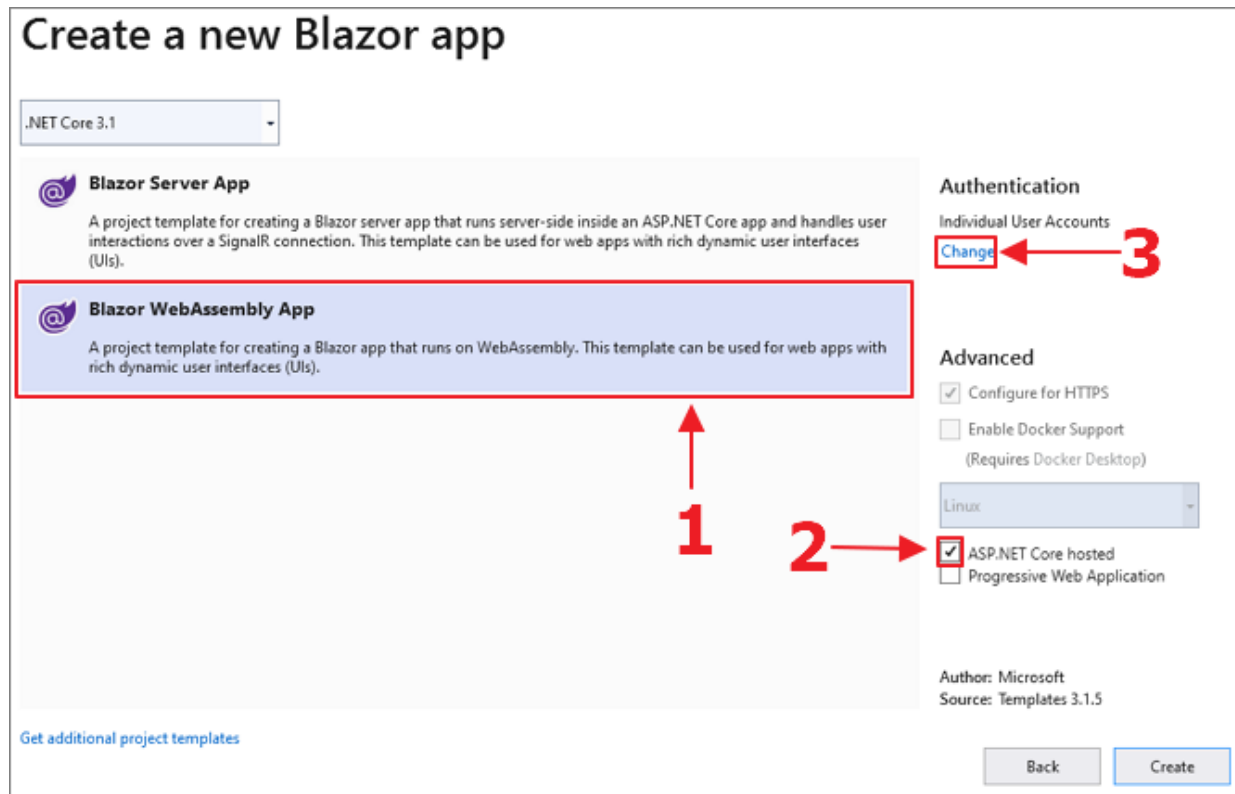 Create a new Blazor app
.NET Core 3.1
Blazor Server App
A project template for creating a Blazor server app that runs server-side inside an ASP.NET Core app and handles user
interactions over a SignalR connection. This template can be used for web apps with rich dynamic user interfaces
(UIs).
Blazor WebAssembly App
A project template for creating a Blazor app that runs on WebAssembly. This template can be used for web apps with
rich dynamic user interfaces (UIs).
1
Get additional project templates
Authentication
Individual User Accounts
Change
3
Advanced
Configure for HTTPS
Enable Docker Support
(Requires Docker Desktop)
Linux
2
ASP.NET Core hosted
Progressive Web Application
Author: Microsoft
Source: Templates 3.1.5
Back
Create